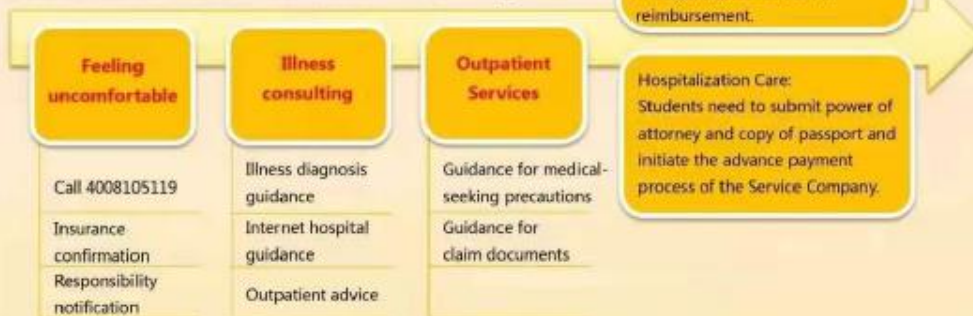 reimbursement.
Feeling
uncomfortable
Illness
consulting
Outpatient
Services
Hospitalization Care:
Students need to submit power of
attorney and copy of passport and
initiate the advance payment
process of the Service Company.
Call 4008105119
Insurance
confirmation
Responsibility
notification
Illness diagnosis
guidance
Internet hospital
guidance
Outpatient advice
Guidance for medical-
seeking precautions
Guidance for
claim documents